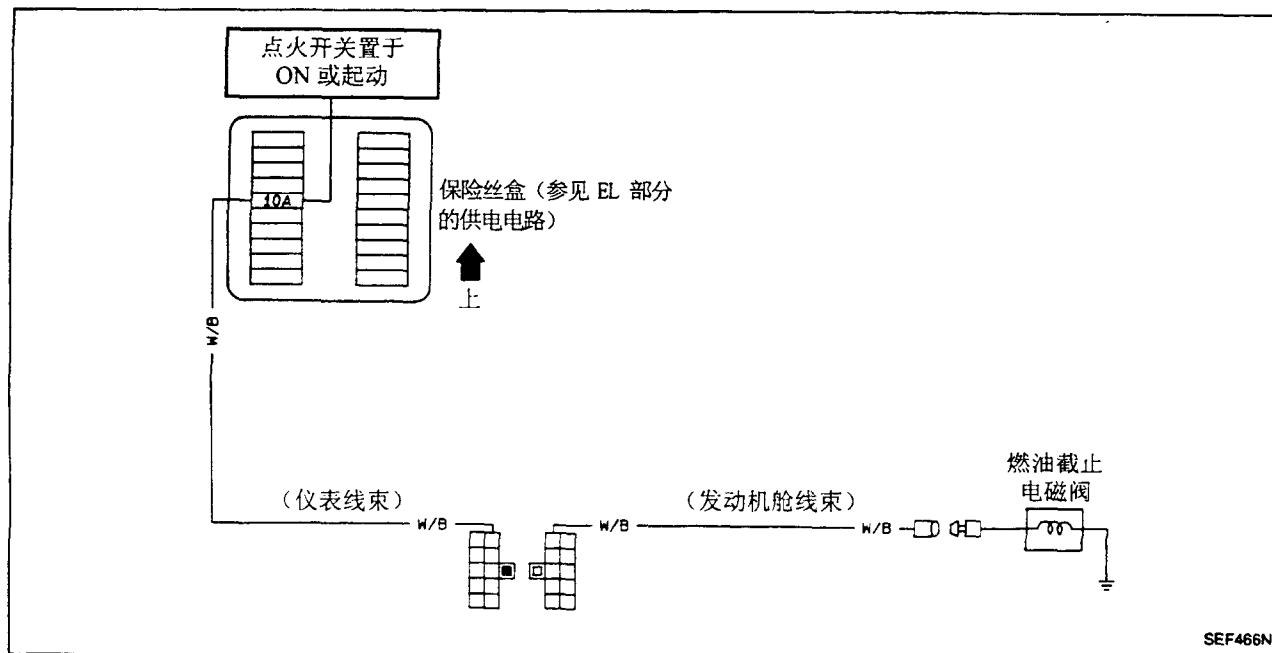 点火开关置于
ON 或起动
10A
保险丝盒（参见 EL 部分
的供电电路）
上
W/B
（仪表线束）
W/B
（发动机舱线束）
W/B
W/B
燃油截止
电磁阀
SEF466N